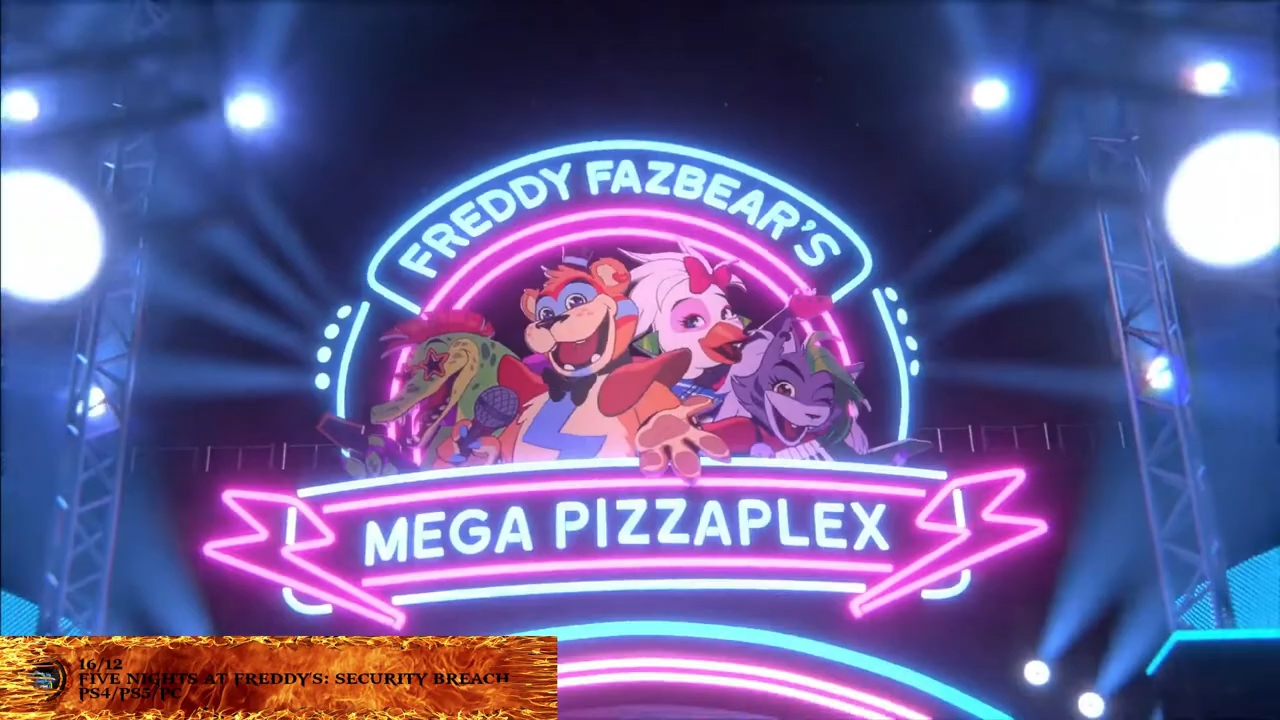 FREDDY FAZBEAR'S
MEGA PIZZAPLEX
16/12
FIVE NIGHTS AT FREDDY'S: SECURITY BREACH
PS4/PS5/PC